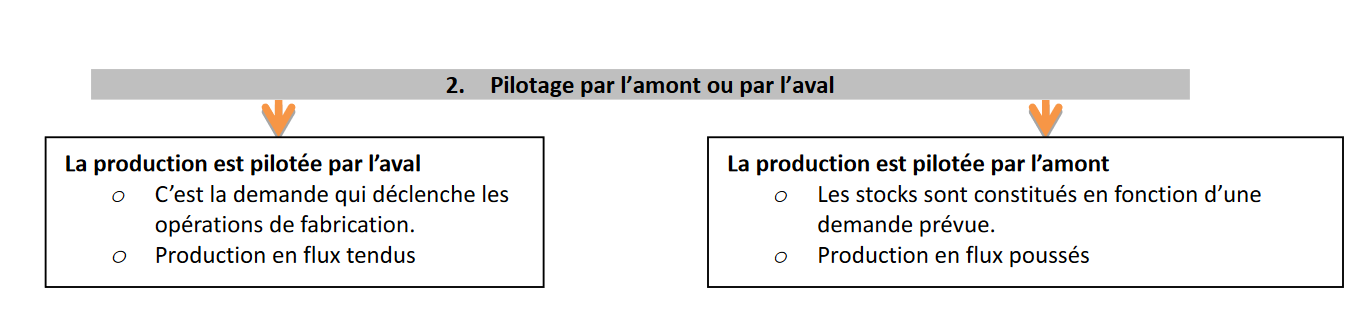 2. Pilotage par l’amont ou par l’aval
La production est pilotée par l’aval
o C’est la demande qui déclenche les
opérations de fabrication.
o Production en flux tendus
La production est pilotée par l’amont
o Les stocks sont constitués en fonction d’une
demande prévue.
o Production en flux poussés